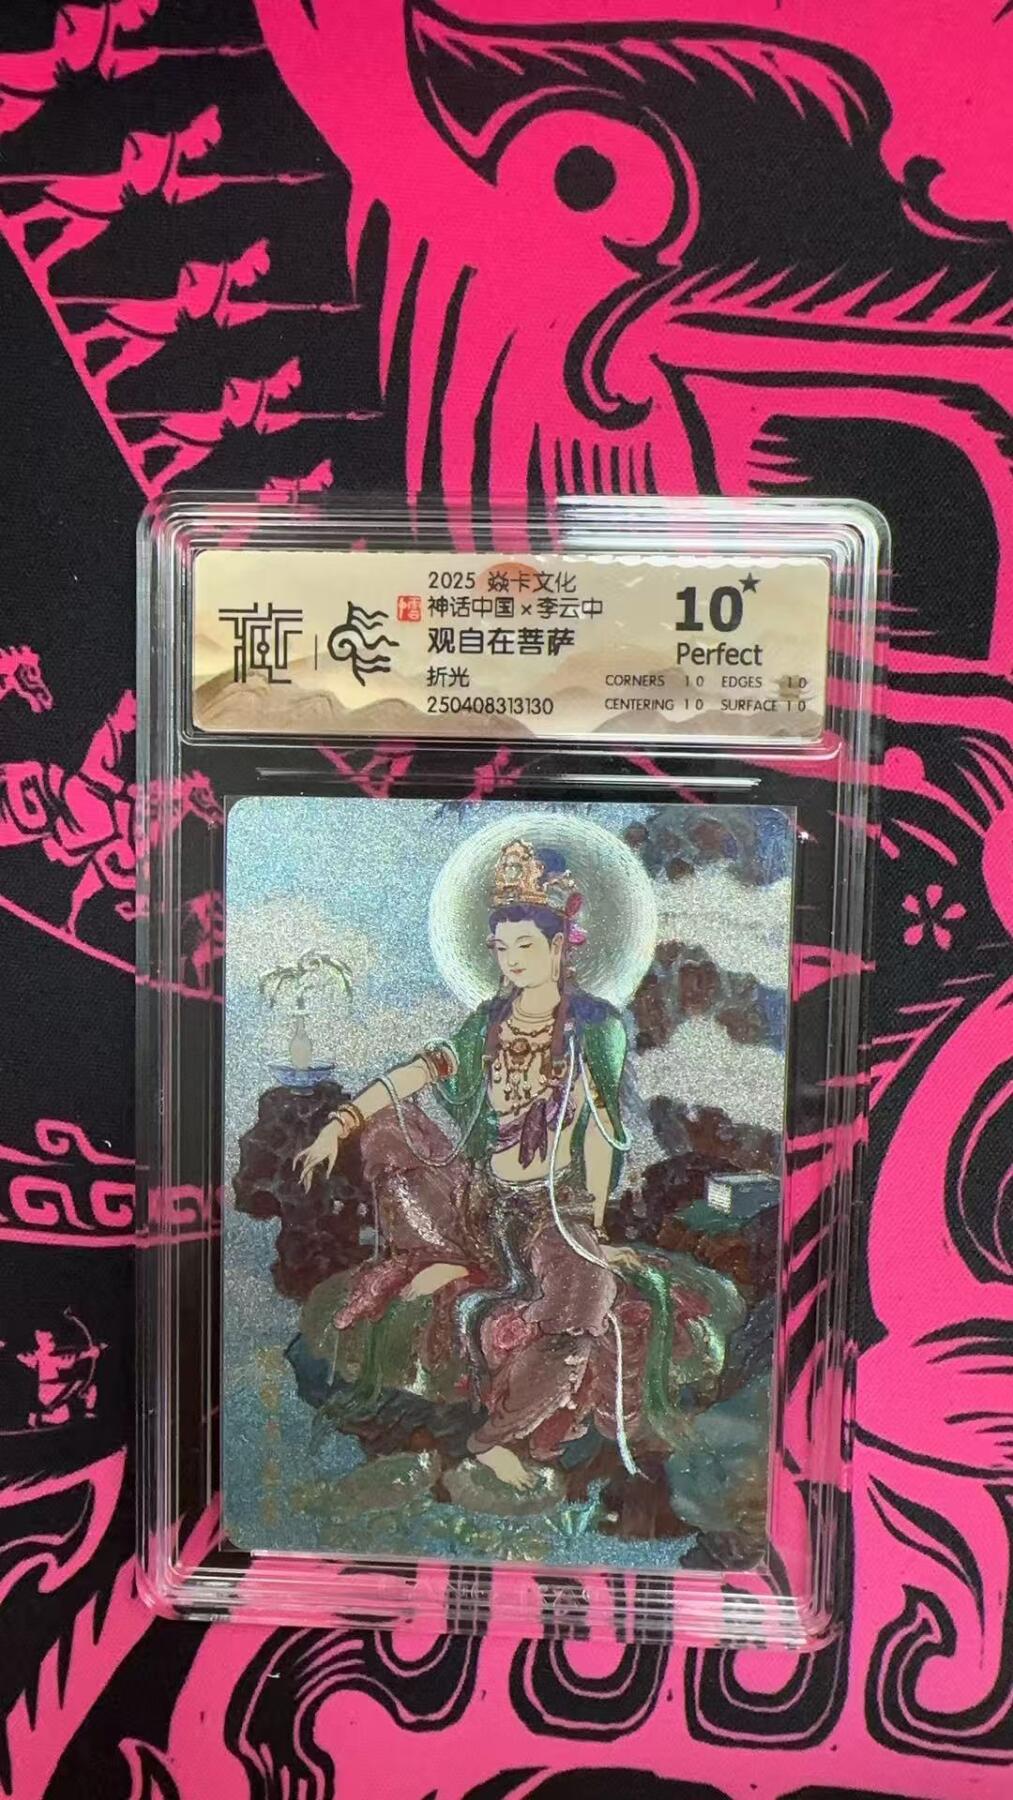 2025 焱卡文化
神话中国×李云中
观自在菩萨
折光
250408313130
10★
Perfect
CORNERS 10 EDGES 10
CENTERING 10 SURFACE 10